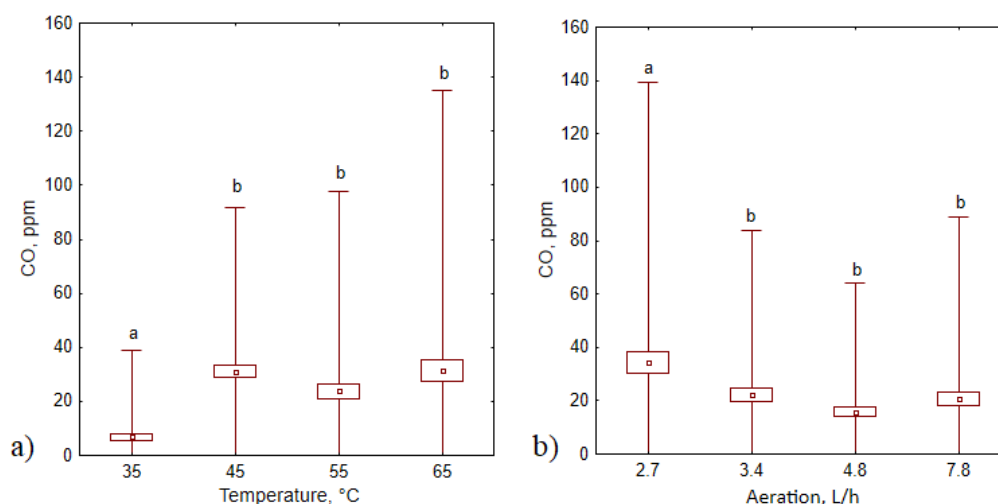 160
140
120
100
80
60
40
20
0
CO, ppm
a
b
b
b
35 45 55 65
Temperature, °C
a)
160
140
120
100
80
60
40
20
0
CO, ppm
a
b
b
b
2.7 3.4 4.8 7.8
Aeration, L/h
b)